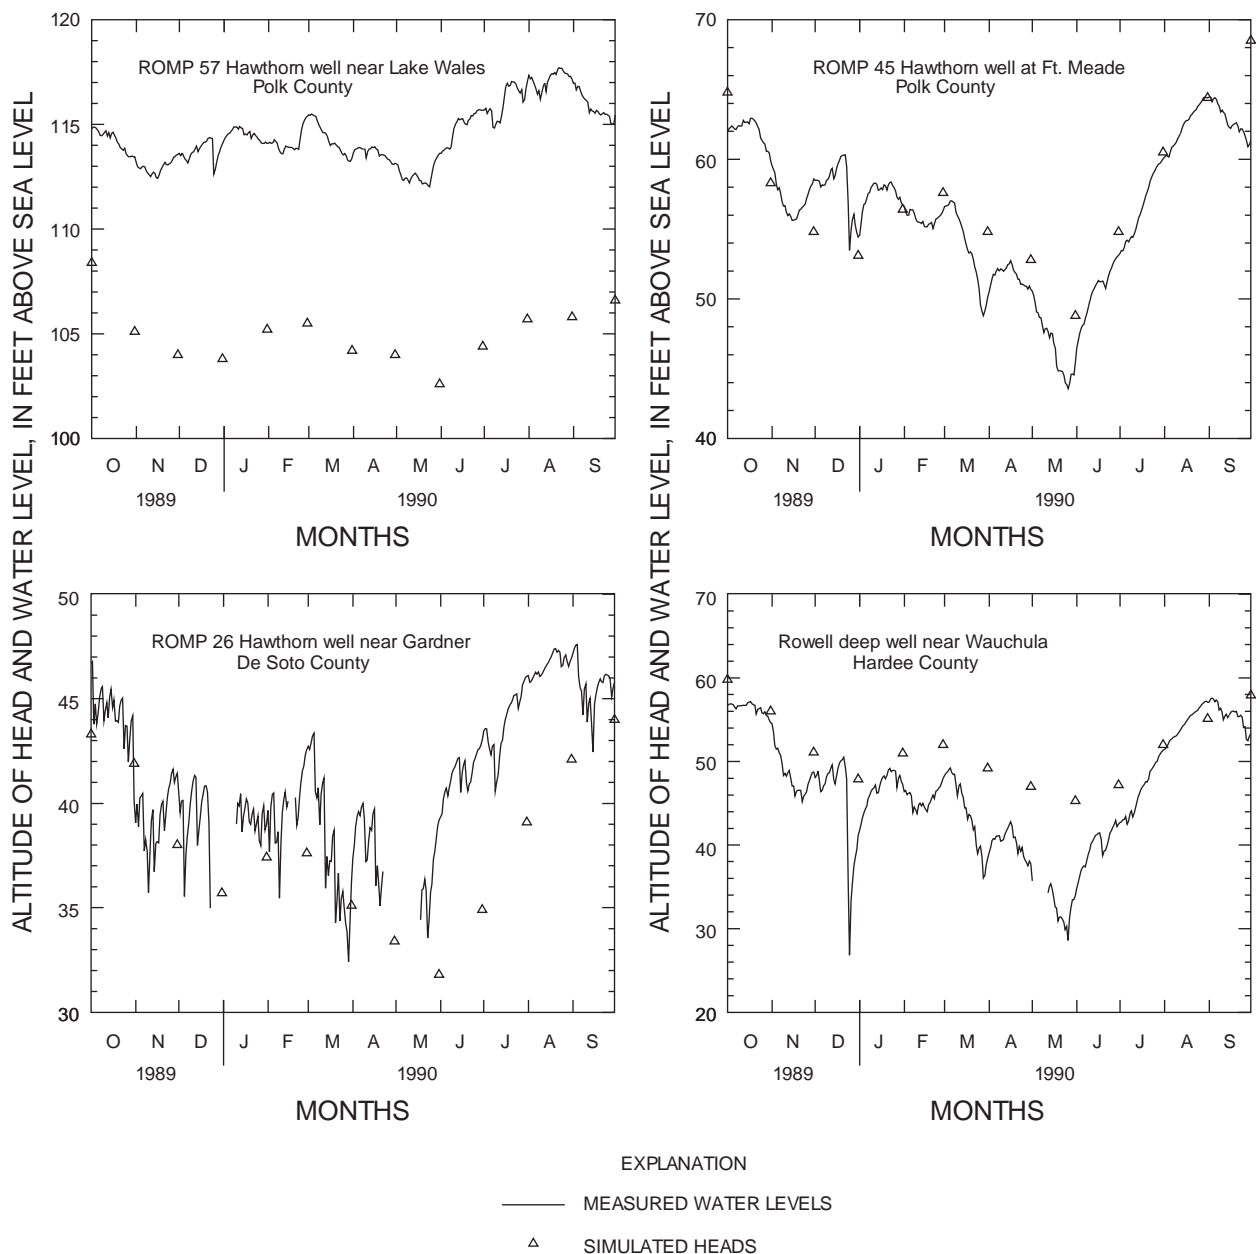 ALTITUDE OF HEAD AND WATER LEVEL, IN FEET ABOVE SEA LEVEL
120
115
110
105
100
ROMP 57 Hawthorn well near Lake Wales
Polk County
O N D J F M A M J J A S
1989 1990
MONTHS
ALTITUDE OF HEAD AND WATER LEVEL, IN FEET ABOVE SEA LEVEL
70
60
50
40
ROMP 45 Hawthorn well at Ft. Meade
Polk County
O N D J F M A M J J A S
1989 1990
MONTHS
50
45
40
35
30
ROMP 26 Hawthorn well near Gardner
De Soto County
O N D J F M A M J J A S
1989 1990
MONTHS
70
60
50
40
30
20
Rowell deep well near Wauchula
Hardee County
O N D J F M A M J J A S
1989 1990
MONTHS
EXPLANATION
MEASURED WATER LEVELS
SIMULATED HEADS